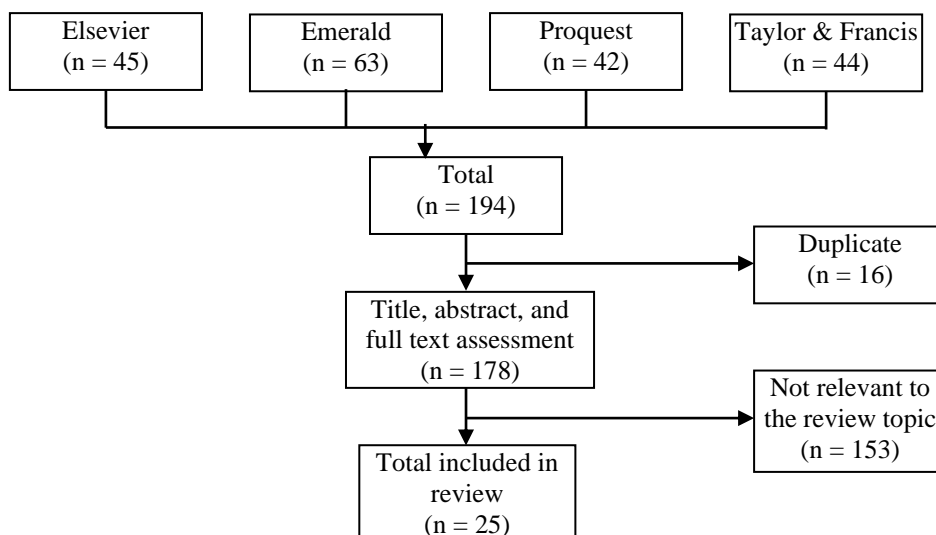 Elsevier
(n = 45)
Emerald
(n = 63)
Proquest
(n = 42)
Taylor & Francis
(n = 44)
Total
(n = 194)
Duplicate
(n = 16)
Title, abstract, and
full text assessment
(n = 178)
Not relevant to
the review topic
(n = 153)
Total included in
review
(n = 25)